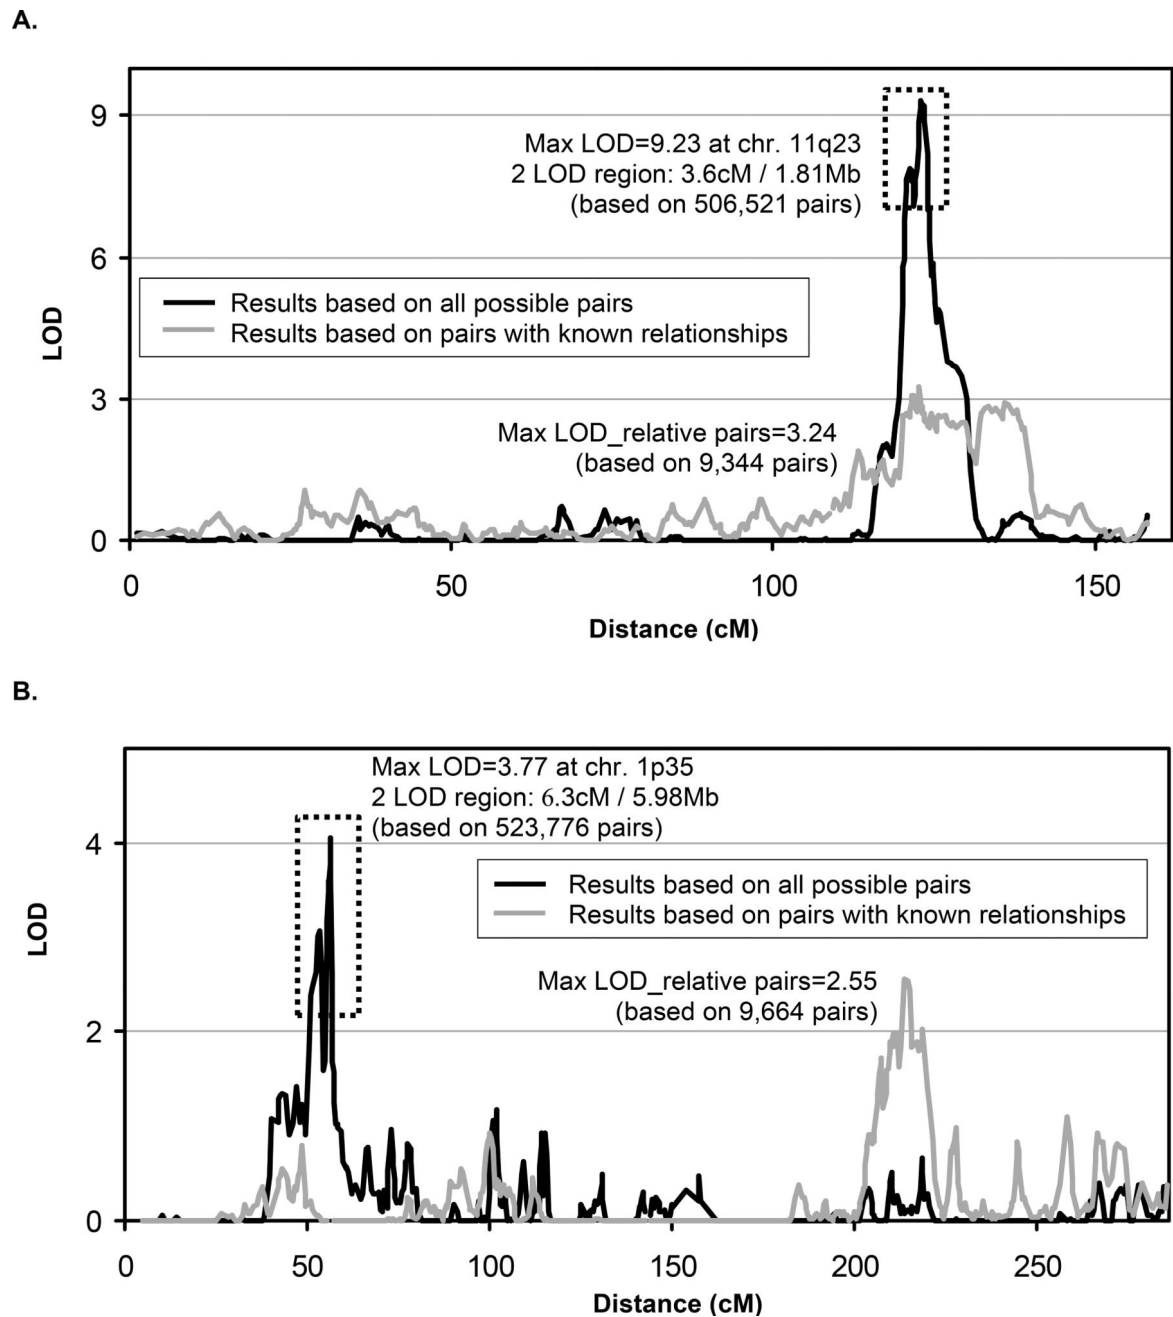 A.
9
6
3
0
LOD
Max LOD=9.23 at chr. 11q23
2 LOD region: 3.6cM / 1.81Mb
(based on 506,521 pairs)
Results based on all possible pairs
Results based on pairs with known relationships
Max LOD_relative pairs=3.24
(based on 9,344 pairs)
0 50 100 150
Distance (cM)
B.
4
2
0
LOD
Max LOD=3.77 at chr. 1p35
2 LOD region: 6.3cM / 5.98Mb
(based on 523,776 pairs)
Results based on all possible pairs
Results based on pairs with known relationships
Max LOD_relative pairs=2.55
(based on 9,664 pairs)
0 50 100 150 200 250
Distance (cM)